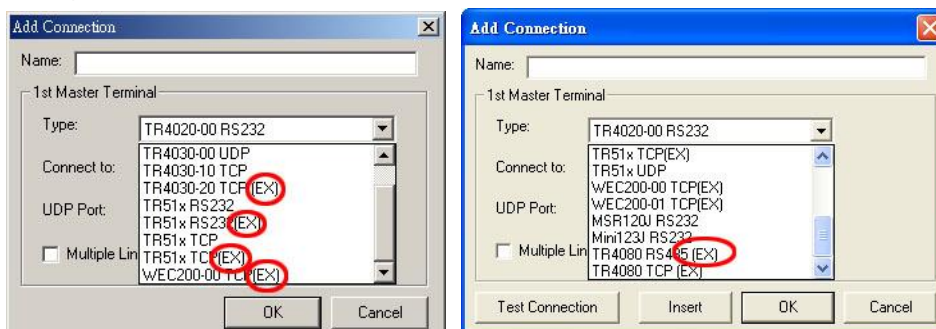 Add Connection
Name:
1st Master Terminal
Type:
TR4020-00 RS232
TR4030-00 UDP
TR4030-10 TCP
Connect to:
TR4030-20 TCP (EX)
TR51x RS232
UDP Port:
TR51x RS232(EX)
TR51x TCP
Multiple Lin
TR51x TCP(EX)
WEC200-00 TCP(EX)
OK
Cancel
Add Connection
Name:
1st Master Terminal
Type:
TR4020-00 RS232
TR51x TCP(EX)
Connect to:
TR51x UDP
WEC200-00 TCP(EX)
WEC200-01 TCP(EX)
UDP Port:
MSR120J RS232
Mini123J RS232
Multiple Lin
TR4080 RS485 (EX)
TR4080 TCP (EX)
Test Connection
Insert
OK
Cancel